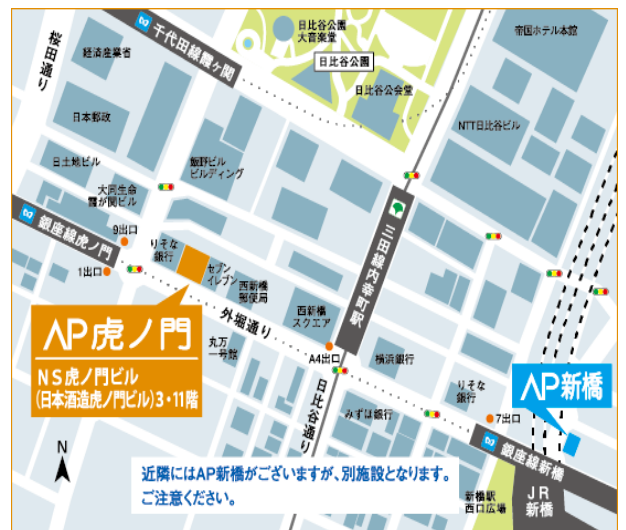 日比谷公園
大音楽堂
帝国ホテル本館
桜田通り
経済産業省
千代田線霞ヶ関
日比谷公園
日比谷公会堂
日本郵政
NTT日比谷ビル
日土地ビル
飯野ビル
ビルディング
大同生命
霞が関ビル
三田線内幸町駅
銀座線虎ノ門
9出口
1出口
りそな
銀行
セブン
イレブン
西新橋
郵便局
西新橋
スクエア
外堀通り
丸万
一号館
A4出口
横浜銀行
日比谷通り
りそな
銀行
みずほ銀行
7出口
AP虎ノ門
NS虎ノ門ビル
(日本酒造虎ノ門ビル)3・11階
AP新橋
銀座線新橋
JR
新橋
新橋駅
西口広場
N
近隣にはAP新橋がございますが、別施設となります。
ご注意ください。